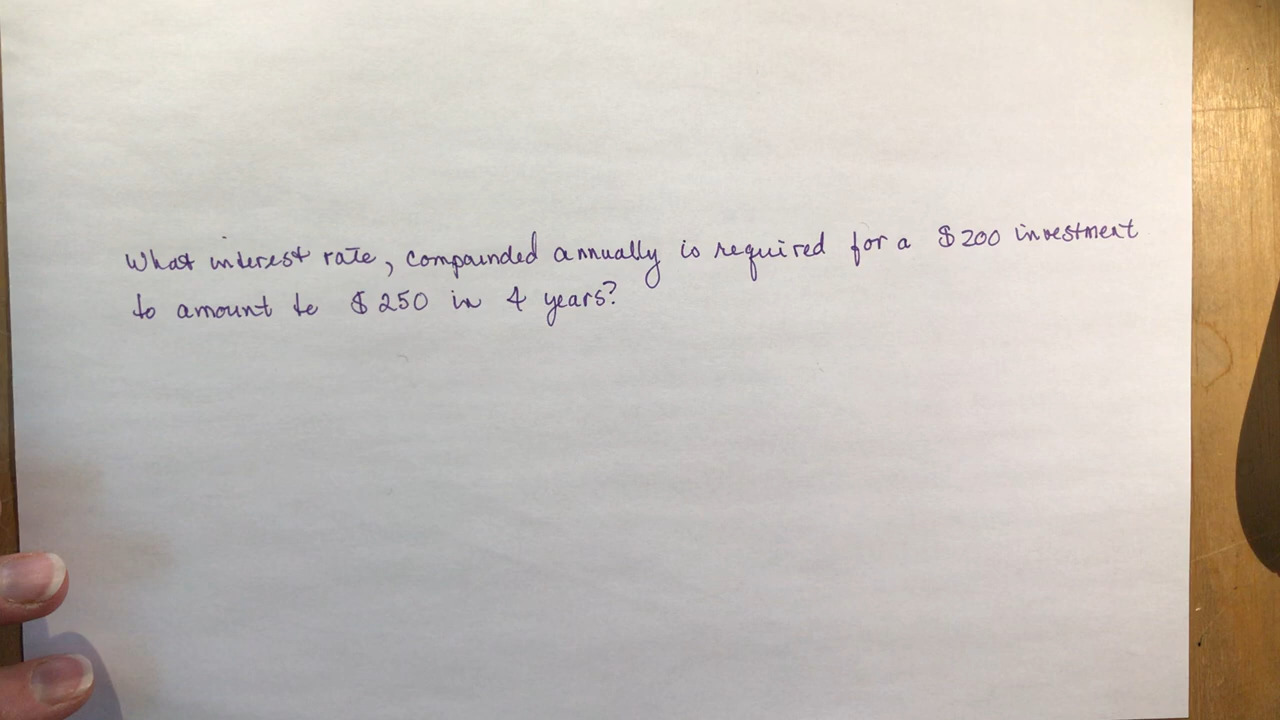 What interest rate, compounded annually is required for a $200 investment
to amount to $250 in 4 years?